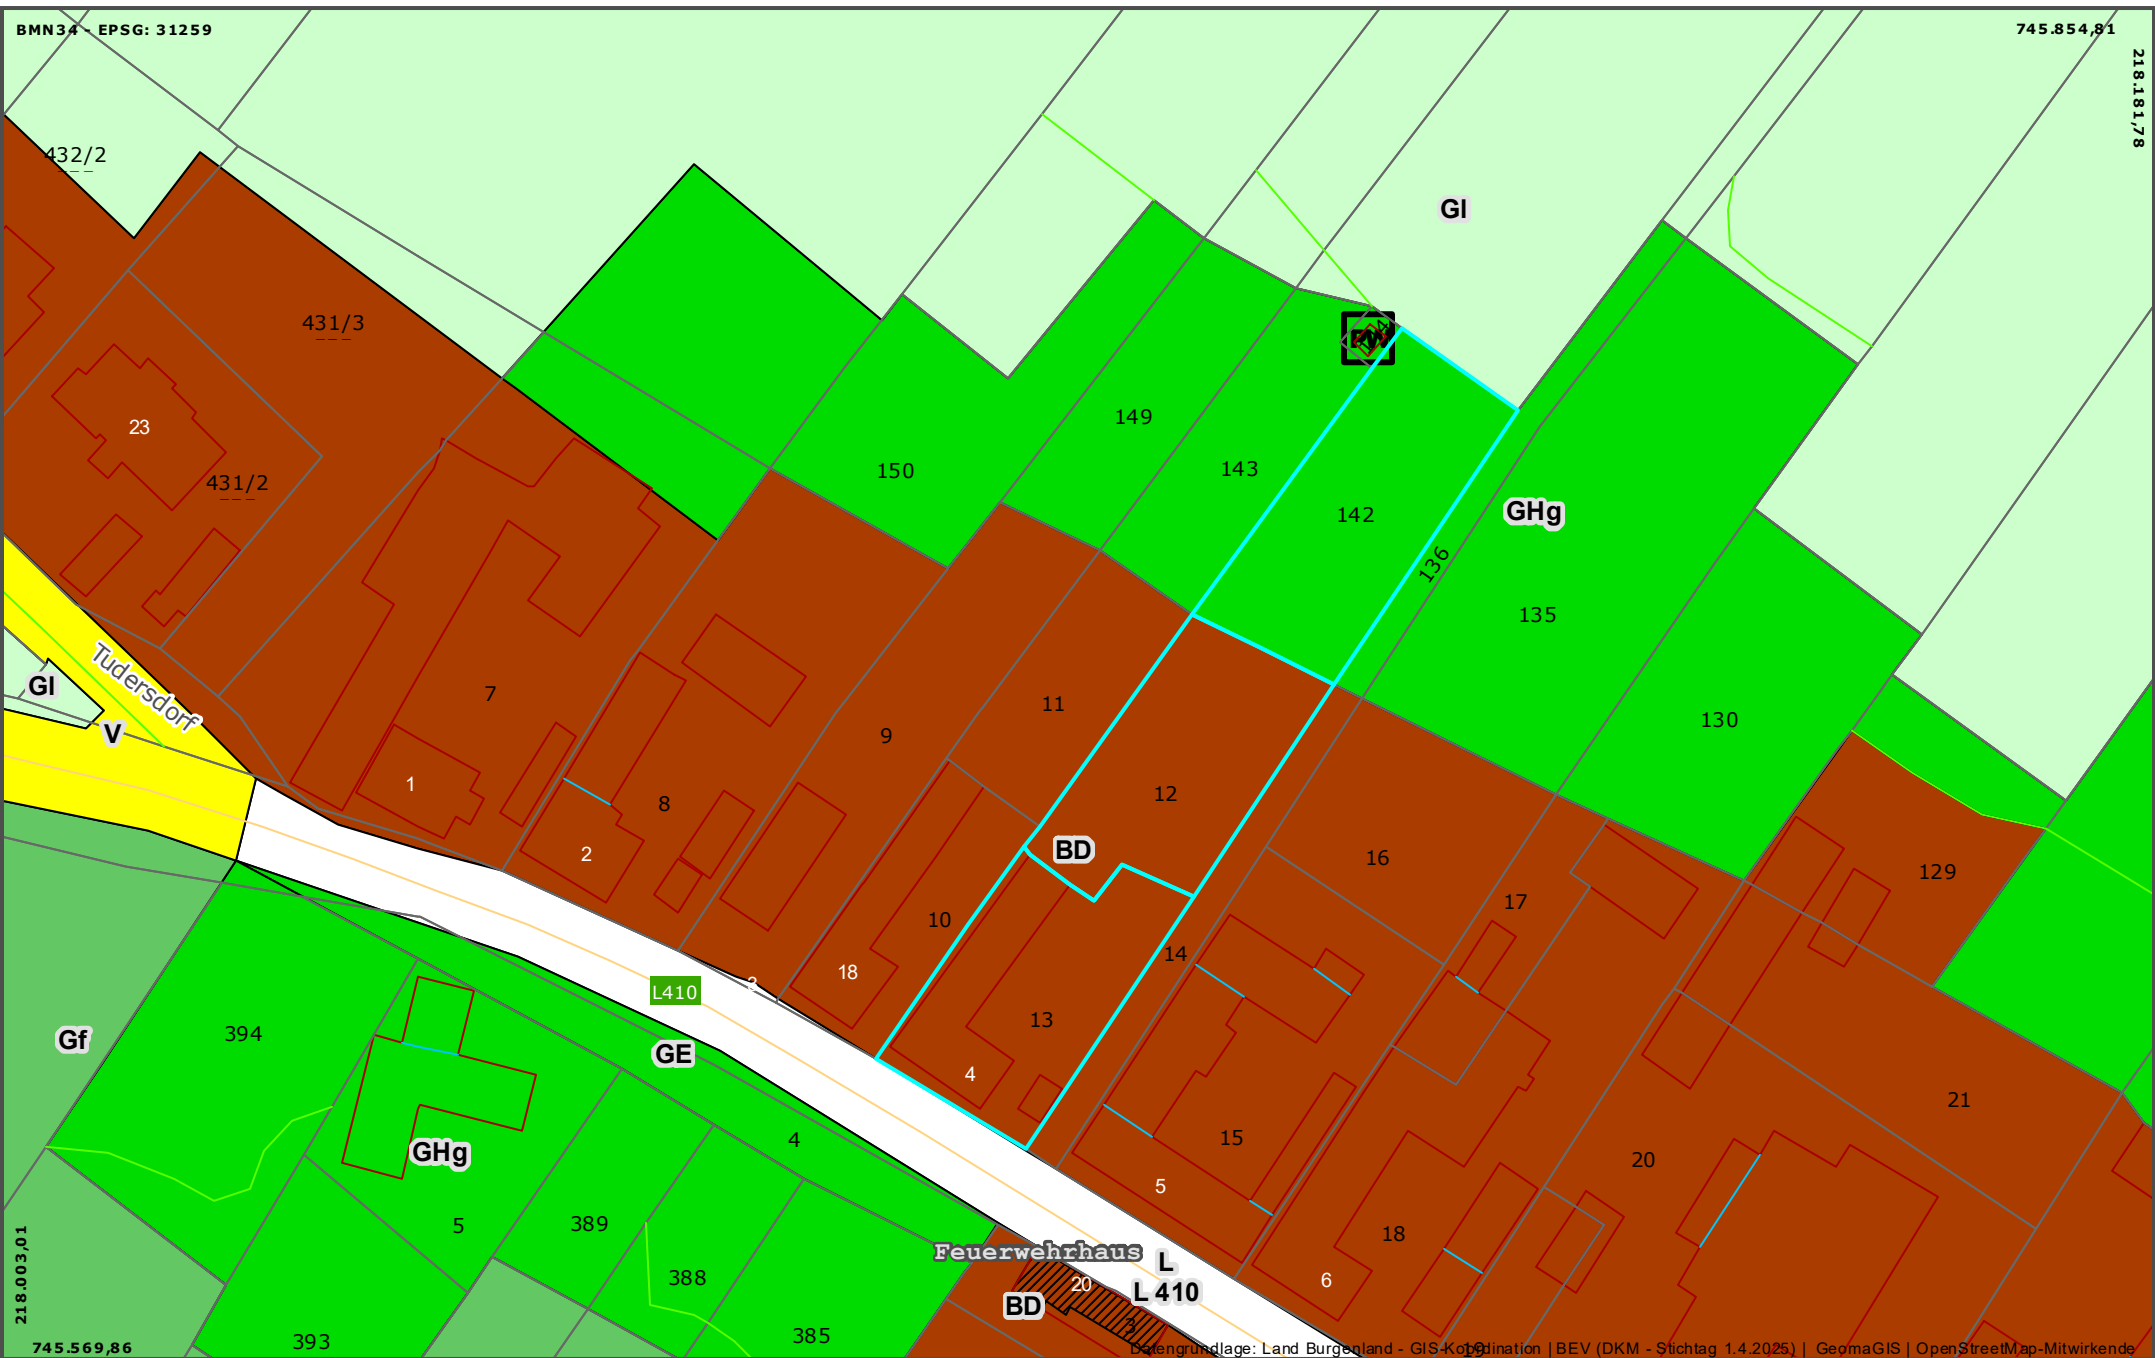 BMN34 - EPSG: 31259
745.854,81
218.181,78
432/2
431/3
Gl
23
431/2
149
150
143
142
GHg
136
135
130
Tudersdorf
Gl
V
7
11
9
12
1
8
2
BD
16
129
17
10
14
18
L410
13
394
Gf
GE
4
15
21
4
GHg
5
20
5
389
18
Feuerwehrhaus
L
L 410
388
20
6
BD
3
385
393
19
218.003,01
745.569,86
Datengrundlage: Land Burgenland - GIS-Koordination | BEV (DKM - Stichtag 1.4.2025) | GeomaGIS | OpenStreetMap-Mitwirkende